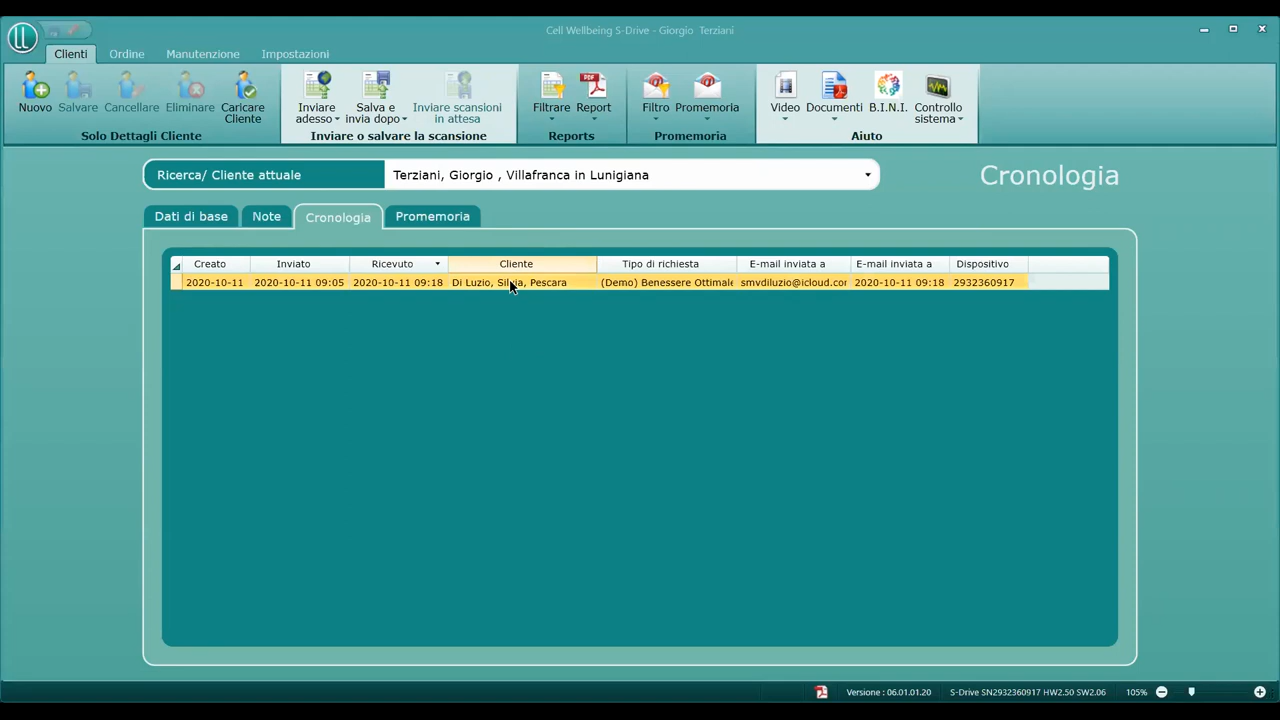 Cell Wellbeing S-Drive - Giorgio Terziani
Clienti Ordine Manutenzione Impostazioni
Nuovo Salvare Cancellare Eliminare Caricare Cliente
Inviare adesso Salva e invia dopo Inviare scansioni in attesa
Filtrare Report
Filtro Promemoria
Video Documenti B.I.N.I. Controllo sistema
Solo Dettagli Cliente Inviare o salvare la scansione Reports Promemoria Aiuto
Ricerca/ Cliente attuale Terziani, Giorgio , Villafranca in Lunigiana Cronologia
Dati di base Note Cronologia Promemoria
Creato Inviato Ricevuto Cliente Tipo di richiesta E-mail inviata a E-mail inviata a Dispositivo
2020-10-11 2020-10-11 09:05 2020-10-11 09:18 Di Luzio, Silvia, Pescara (Demo) Benessere Ottimale smvdiluzio@icloud.com 2020-10-11 09:18 2932360917
Versione : 06.01.01.20 S-Drive SN2932360917 HW2.50 SW2.06 105%